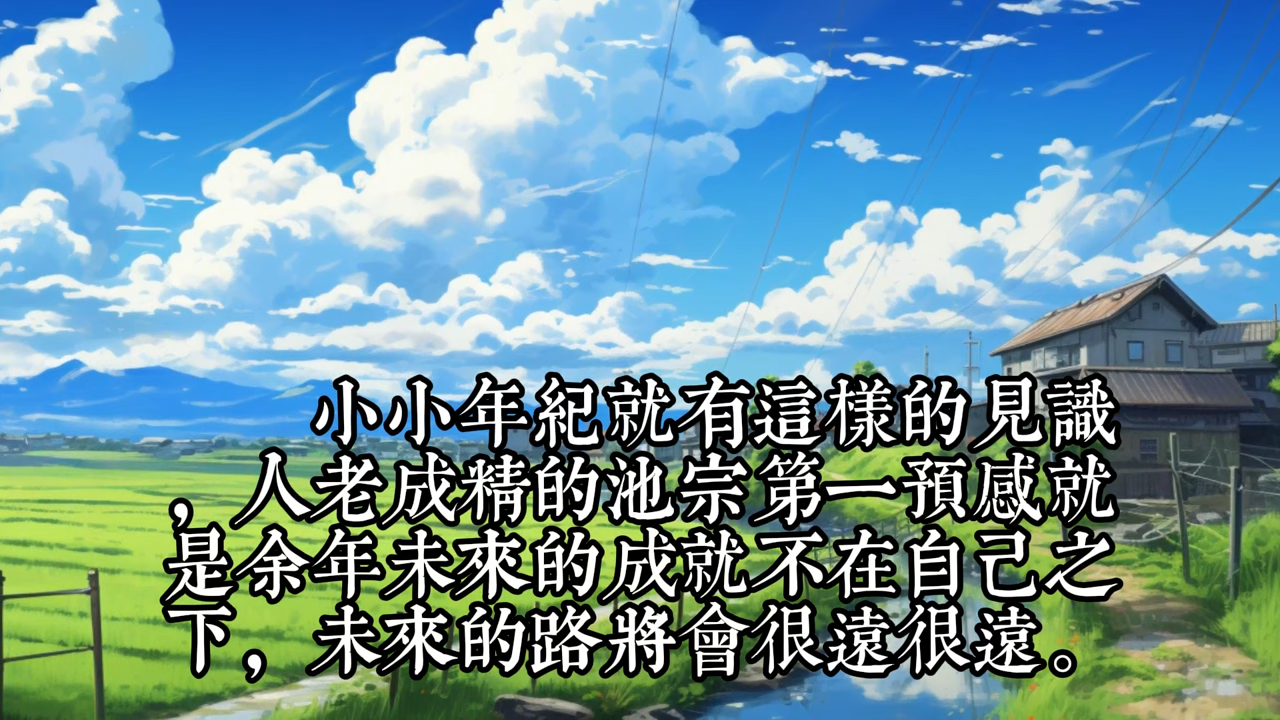 小小年紀就有這樣的見識
，人老成精的池宗第一預感就
是余年未來的成就不在自己之
下，未來的路將會很遠很遠。